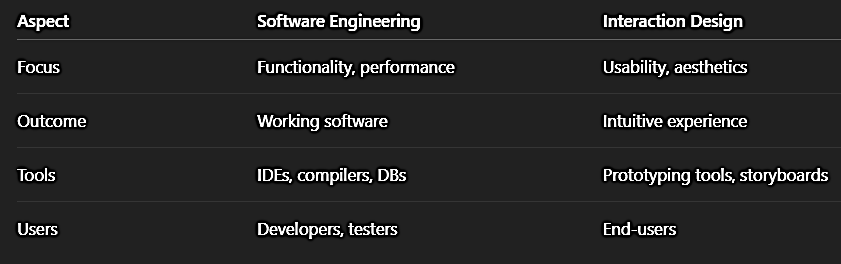 Aspect Software Engineering Interaction Design
Focus Functionality, performance Usability, aesthetics
Outcome Working software Intuitive experience
Tools IDEs, compilers, DBs Prototyping tools, storyboards
Users Developers, testers End-users